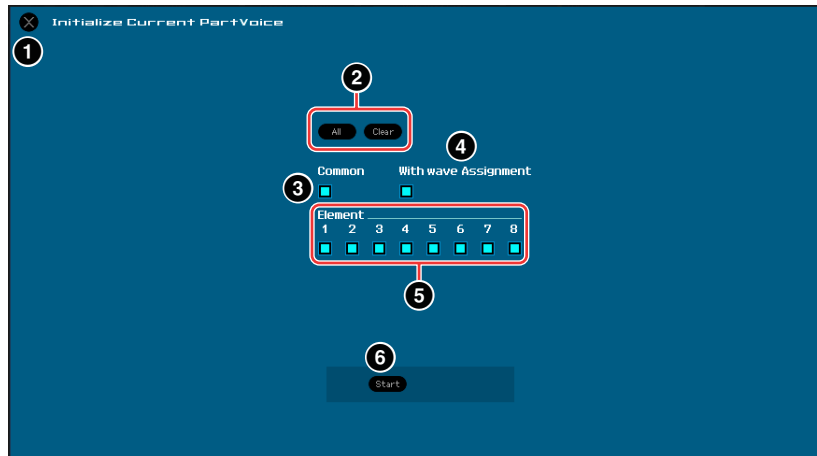 Initialize Current PartVoice
1
2
All Clear
4
Common With wave Assignment
3
Element
1 2 3 4 5 6 7 8
5
6
Start